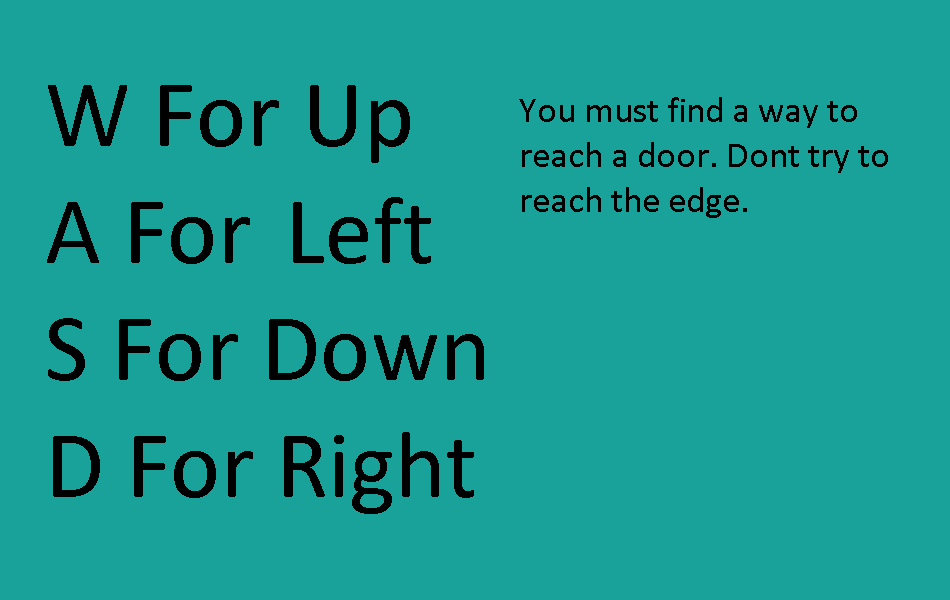 W For Up
A For Left
S For Down
D For Right
You must find a way to
reach a door. Dont try to
reach the edge.